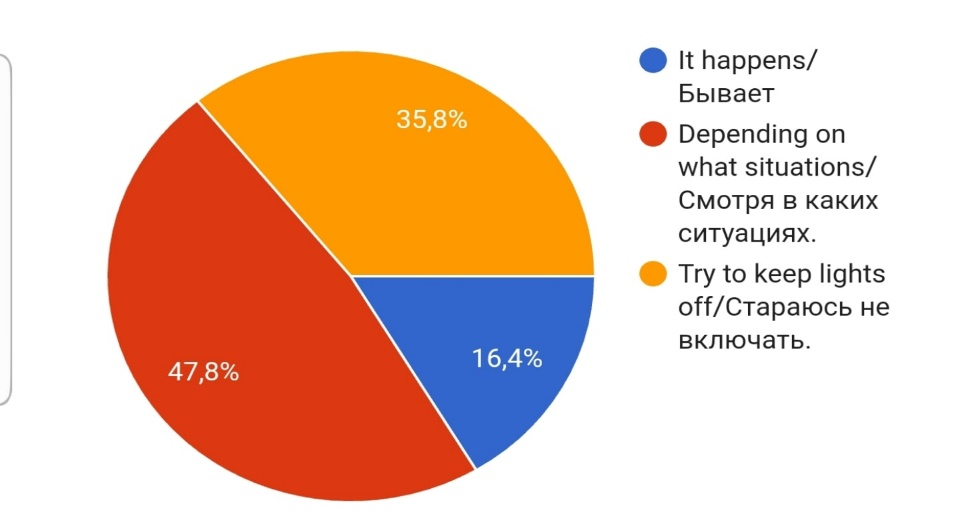 35,8%
47,8%
16,4%
It happens/
Бывает
Depending on
what situations/
Смотря в каких
ситуациях.
Try to keep lights
off/Стараюсь не
включать.